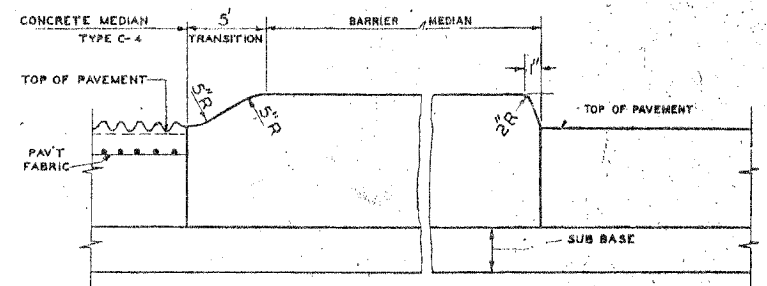 CONCRETE MEDIAN
TYPE C-4
5'
TRANSITION
BARRIER MEDIAN
1"
TOP OF PAVEMENT
5"R
5"R
2"R
TOP OF PAVEMENT
PAV'T
FABRIC
SUB BASE